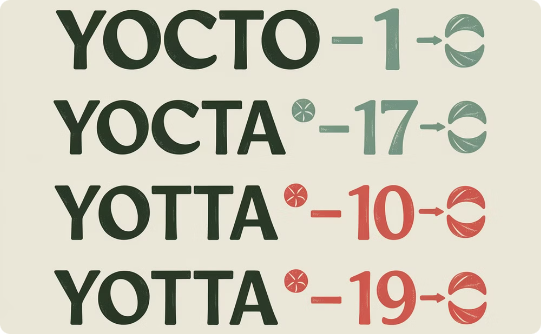 YOCTO – 1 →
YOCTA – 17 →
YOTTA – 10 →
YOTTA – 19 →